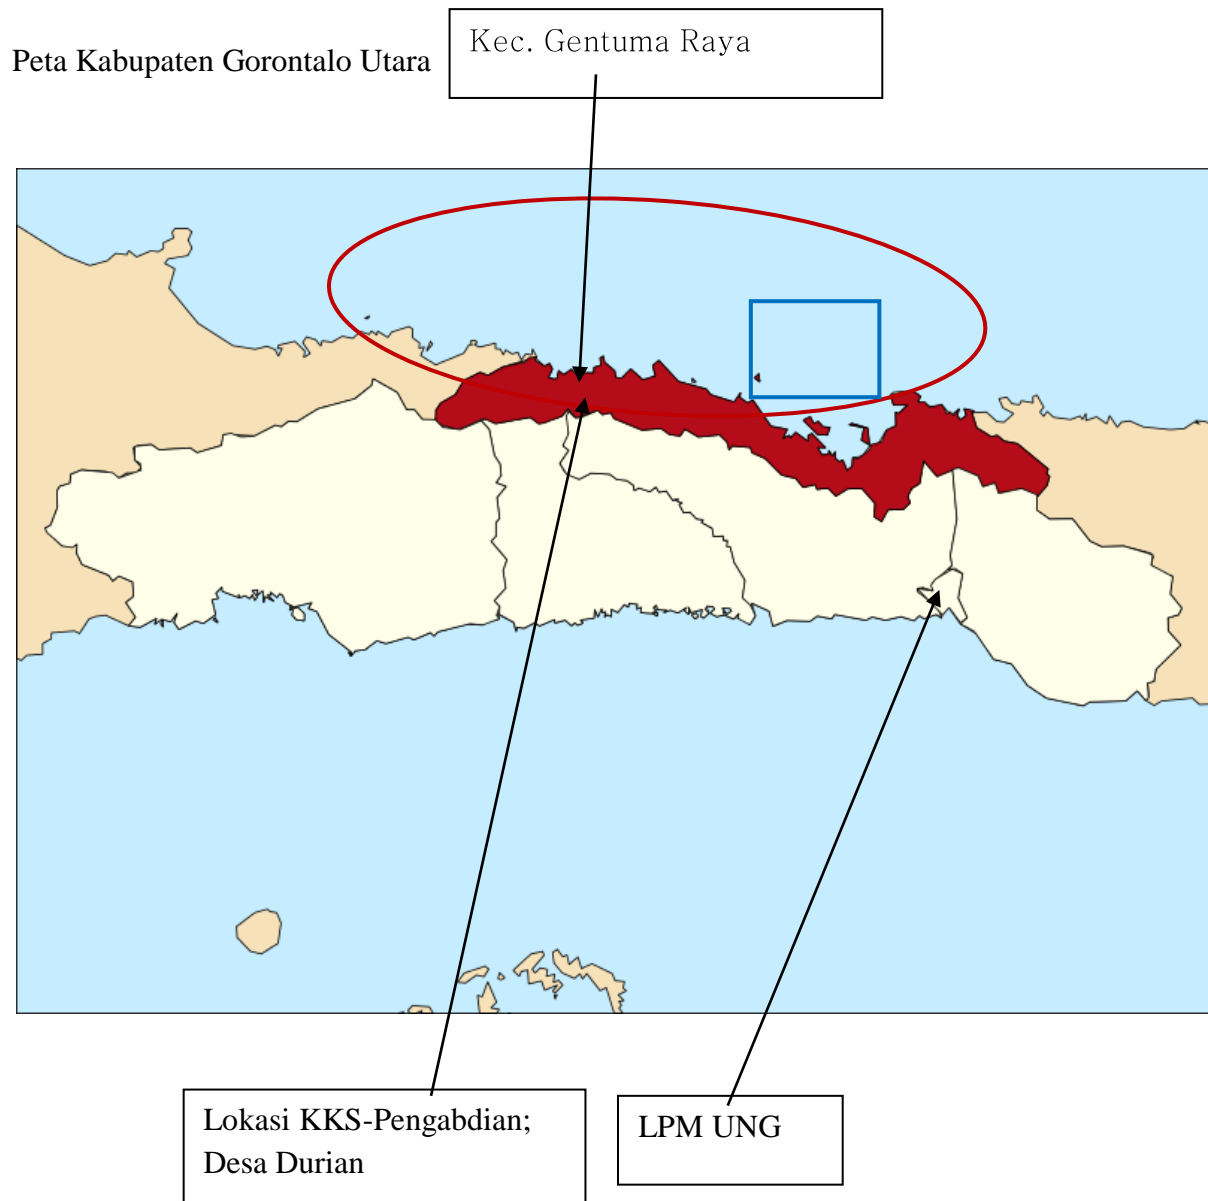 Peta Kabupaten Gorontalo Utara
Kec. Gentuma Raya
Lokasi KKS-Pengabdian;
Desa Durian
LPM UNG